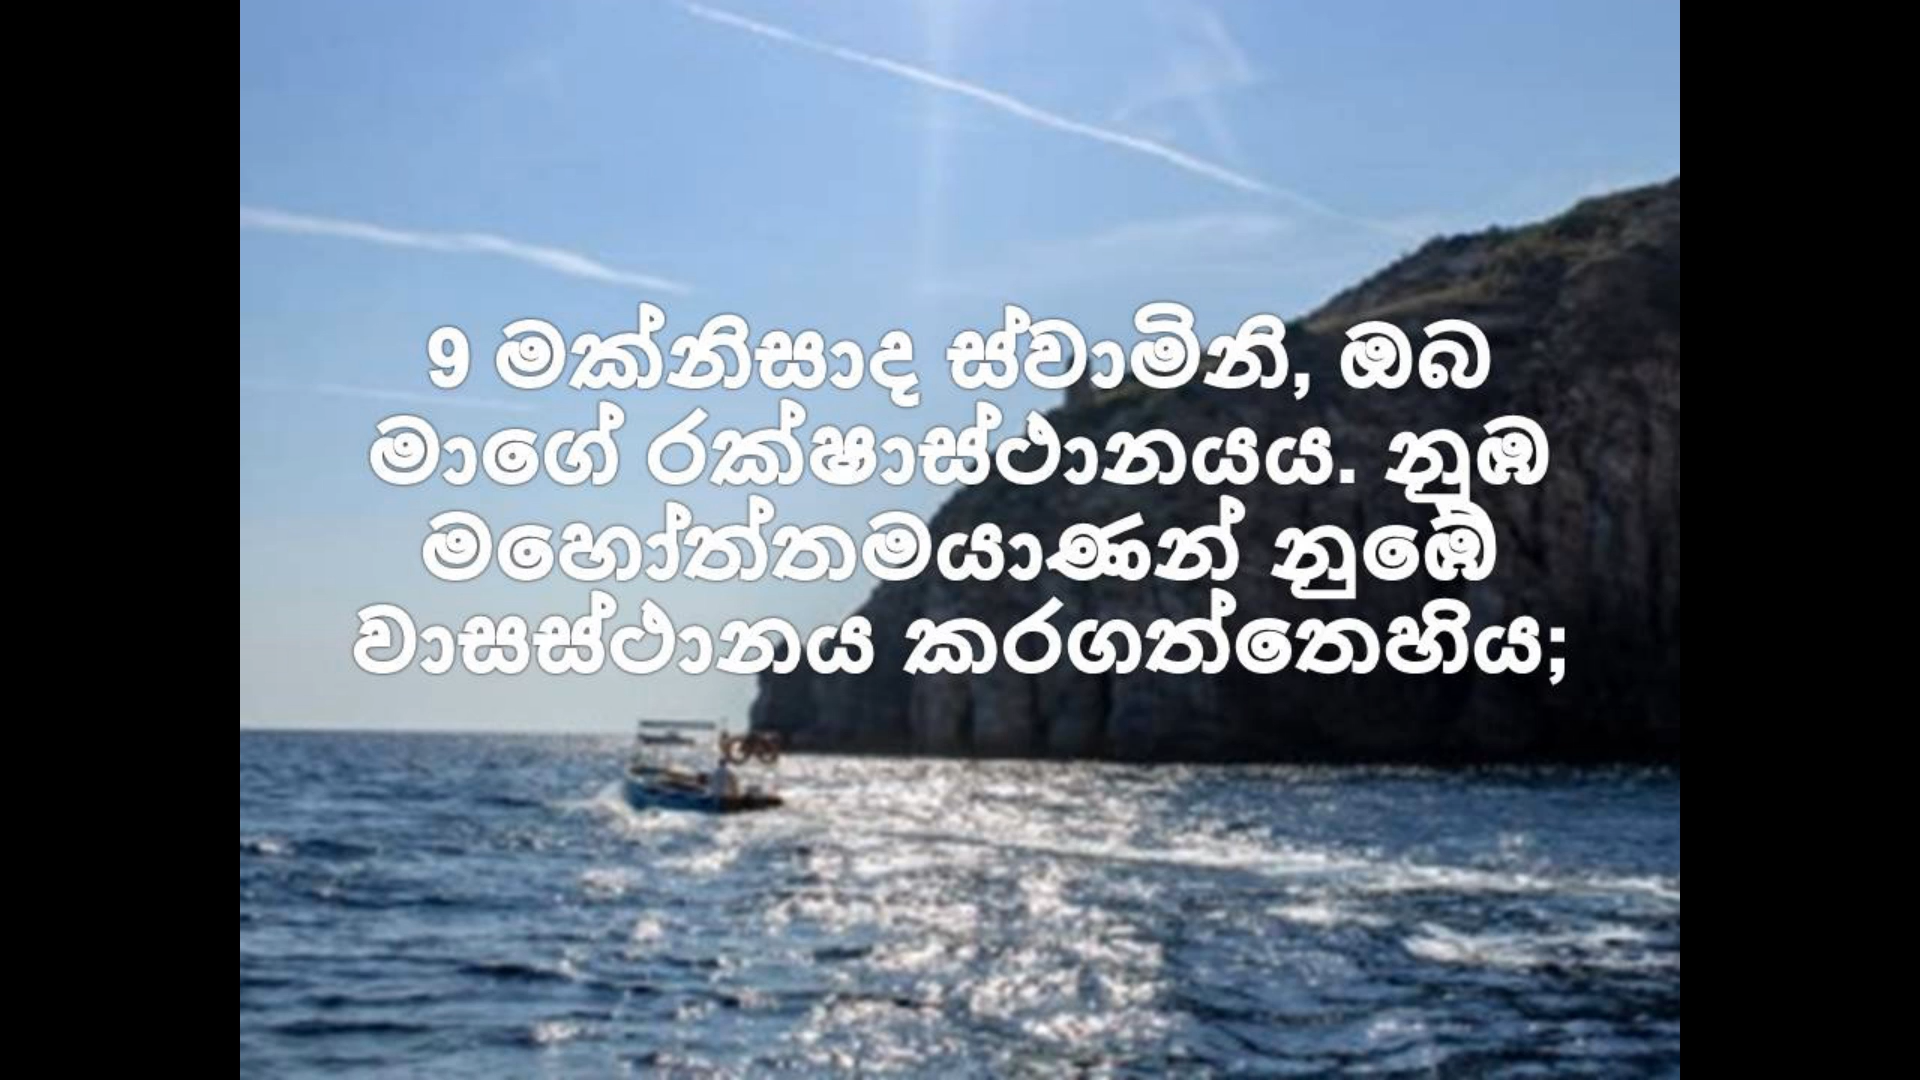 9 මක්නිසාද ස්වාමිනි, ඔබ
මාගේ රක්ෂාස්ථානයය. නුඹ
මහෝත්තමයාණන් නුඹේ
වාසස්ථානය කරගත්තෙහිය;